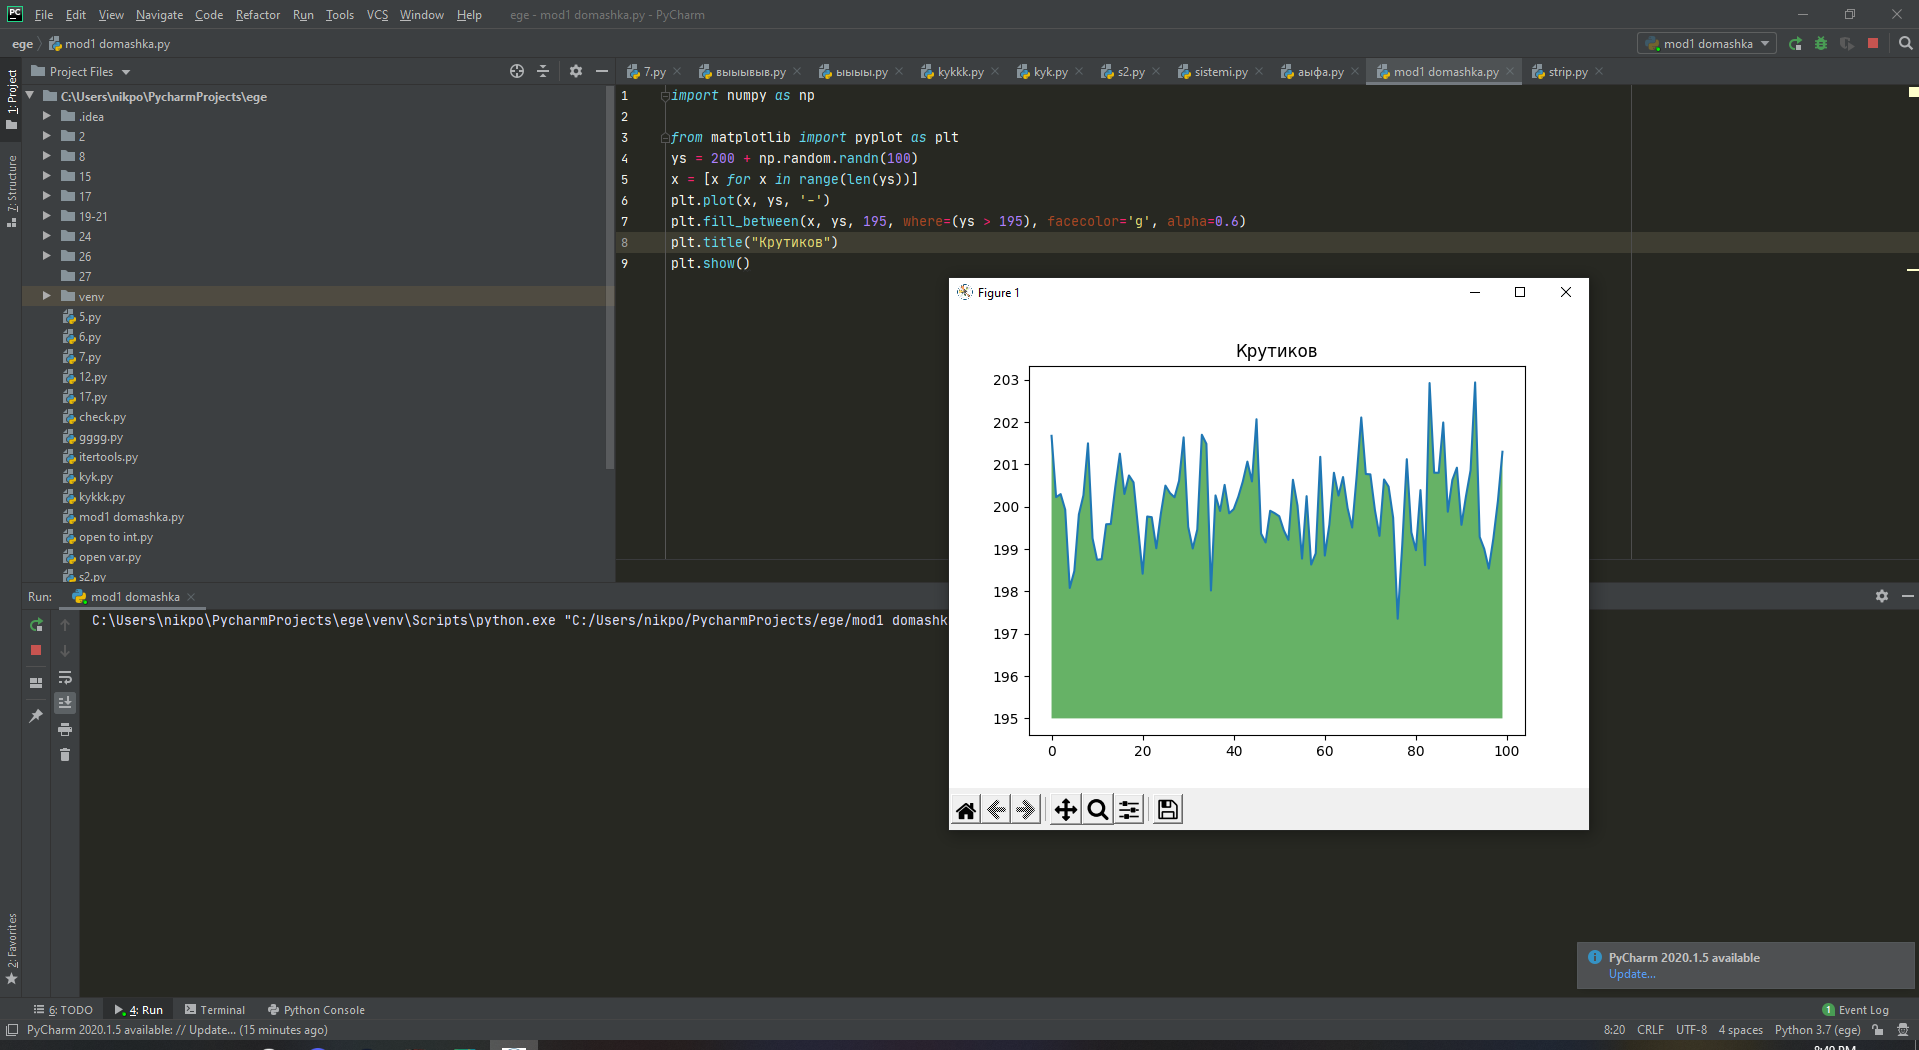 File Edit View Navigate Code Refactor Run Tools VCS Window Help ege - mod1 domashka.py - PyCharm
ege mod1 domashka.py
mod1 domashka
1: Project
7: Structure
2: Favorites
Project Files
C:\Users\nikpo\PycharmProjects\ege
.idea
2
8
15
17
19-21
24
26
27
venv
5.py
6.py
7.py
12.py
17.py
check.py
gggg.py
itertools.py
kyk.py
kykkk.py
mod1 domashka.py
open to int.py
open var.py
s2.py
7.py выыывыв.py ыыыы.py kykkk.py kyk.py s2.py sistemi.py аыфа.py mod1 domashka.py strip.py
1 import numpy as np
2
3 from matplotlib import pyplot as plt
4 ys = 200 + np.random.randn(100)
5 x = [x for x in range(len(ys))]
6 plt.plot(x, ys, '-')
7 plt.fill_between(x, ys, 195, where=(ys > 195), facecolor='g', alpha=0.6)
8 plt.title("Крутиков")
9 plt.show()
Figure 1
Крутиков
203
202
201
200
199
198
197
196
195
0 20 40 60 80 100
Run: mod1 domashka
C:\Users\nikpo\PycharmProjects\ege\venv\Scripts\python.exe "C:/Users/nikpo/PycharmProjects/ege/mod1 domashk
PyCharm 2020.1.5 available
Update...
6: TODO 4: Run Terminal Python Console
1 Event Log
PyCharm 2020.1.5 available: // Update... (15 minutes ago)
8:20 CRLF UTF-8 4 spaces Python 3.7 (ege)